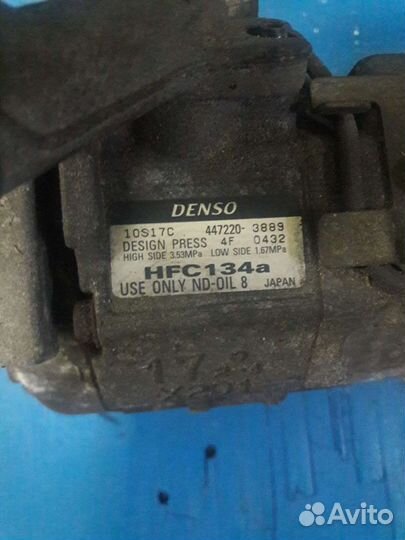 DENSO
10S17C 447220-3889
DESIGN PRESS 4F 0432
HIGH SIDE 3.53MPa LOW SIDE 1.67MPa
HFC134a
USE ONLY ND-OIL 8 JAPAN
Avito